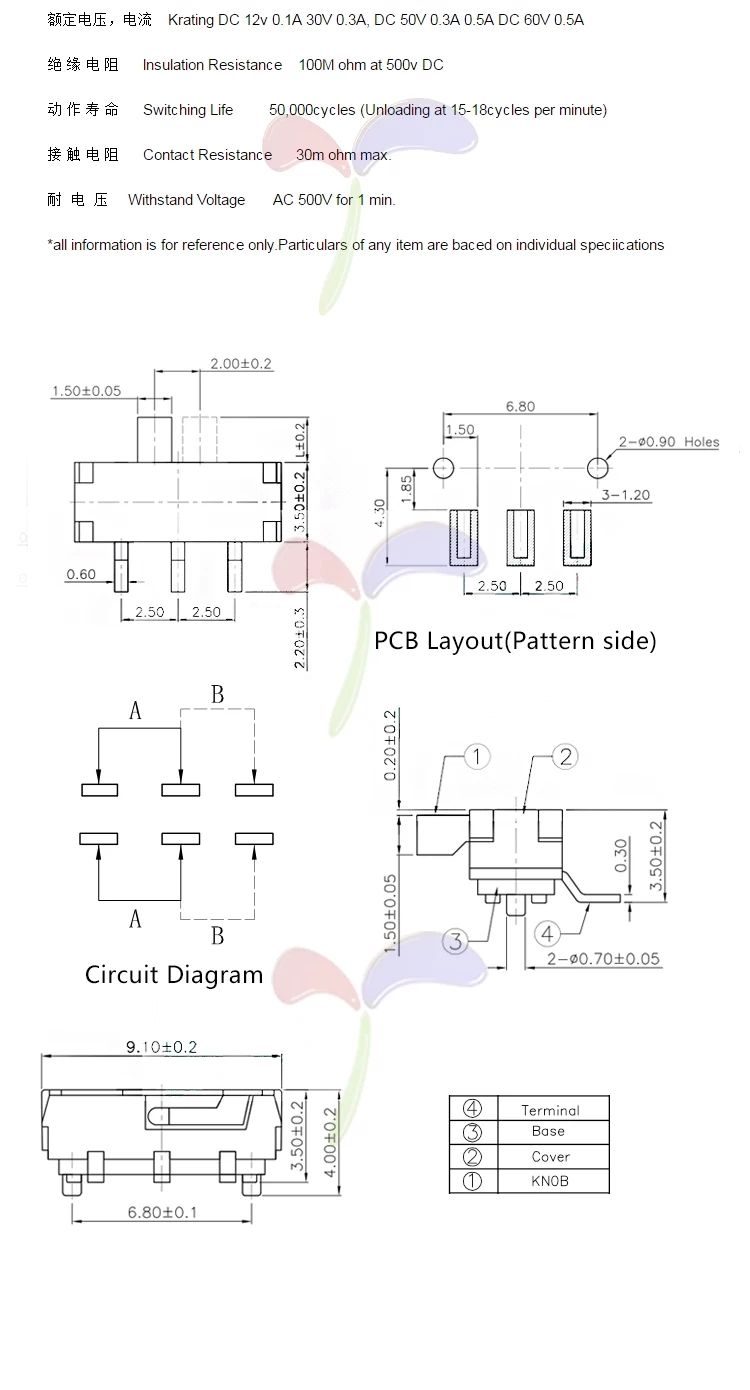 额定电压，电流 Krating DC 12v 0.1A 30V 0.3A, DC 50V 0.3A 0.5A DC 60V 0.5A
绝缘电阻 Insulation Resistance 100M ohm at 500v DC
动作寿命 Switching Life 50,000cycles (Unloading at 15-18cycles per minute)
接触电阻 Contact Resistance 30m ohm max.
耐电压 Withstand Voltage AC 500V for 1 min.
*all information is for reference only.Particulars of any item are baced on individual speciications
2.00±0.2
1.50±0.05
L±0.2
3.50±0.2
0.60
2.50 2.50
2.20±0.3
6.80
1.50
2-ø0.90 Holes
1.85
4.30
3-1.20
2.50 2.50
PCB Layout(Pattern side)
B
A
A
B
Circuit Diagram
0.20±0.2
① ②
0.30
3.50±0.2
1.50±0.05
③ ④
2-ø0.70±0.05
9.10±0.2
3.50±0.2
4.00±0.2
6.80±0.1
④ Terminal
③ Base
② Cover
① KN0B